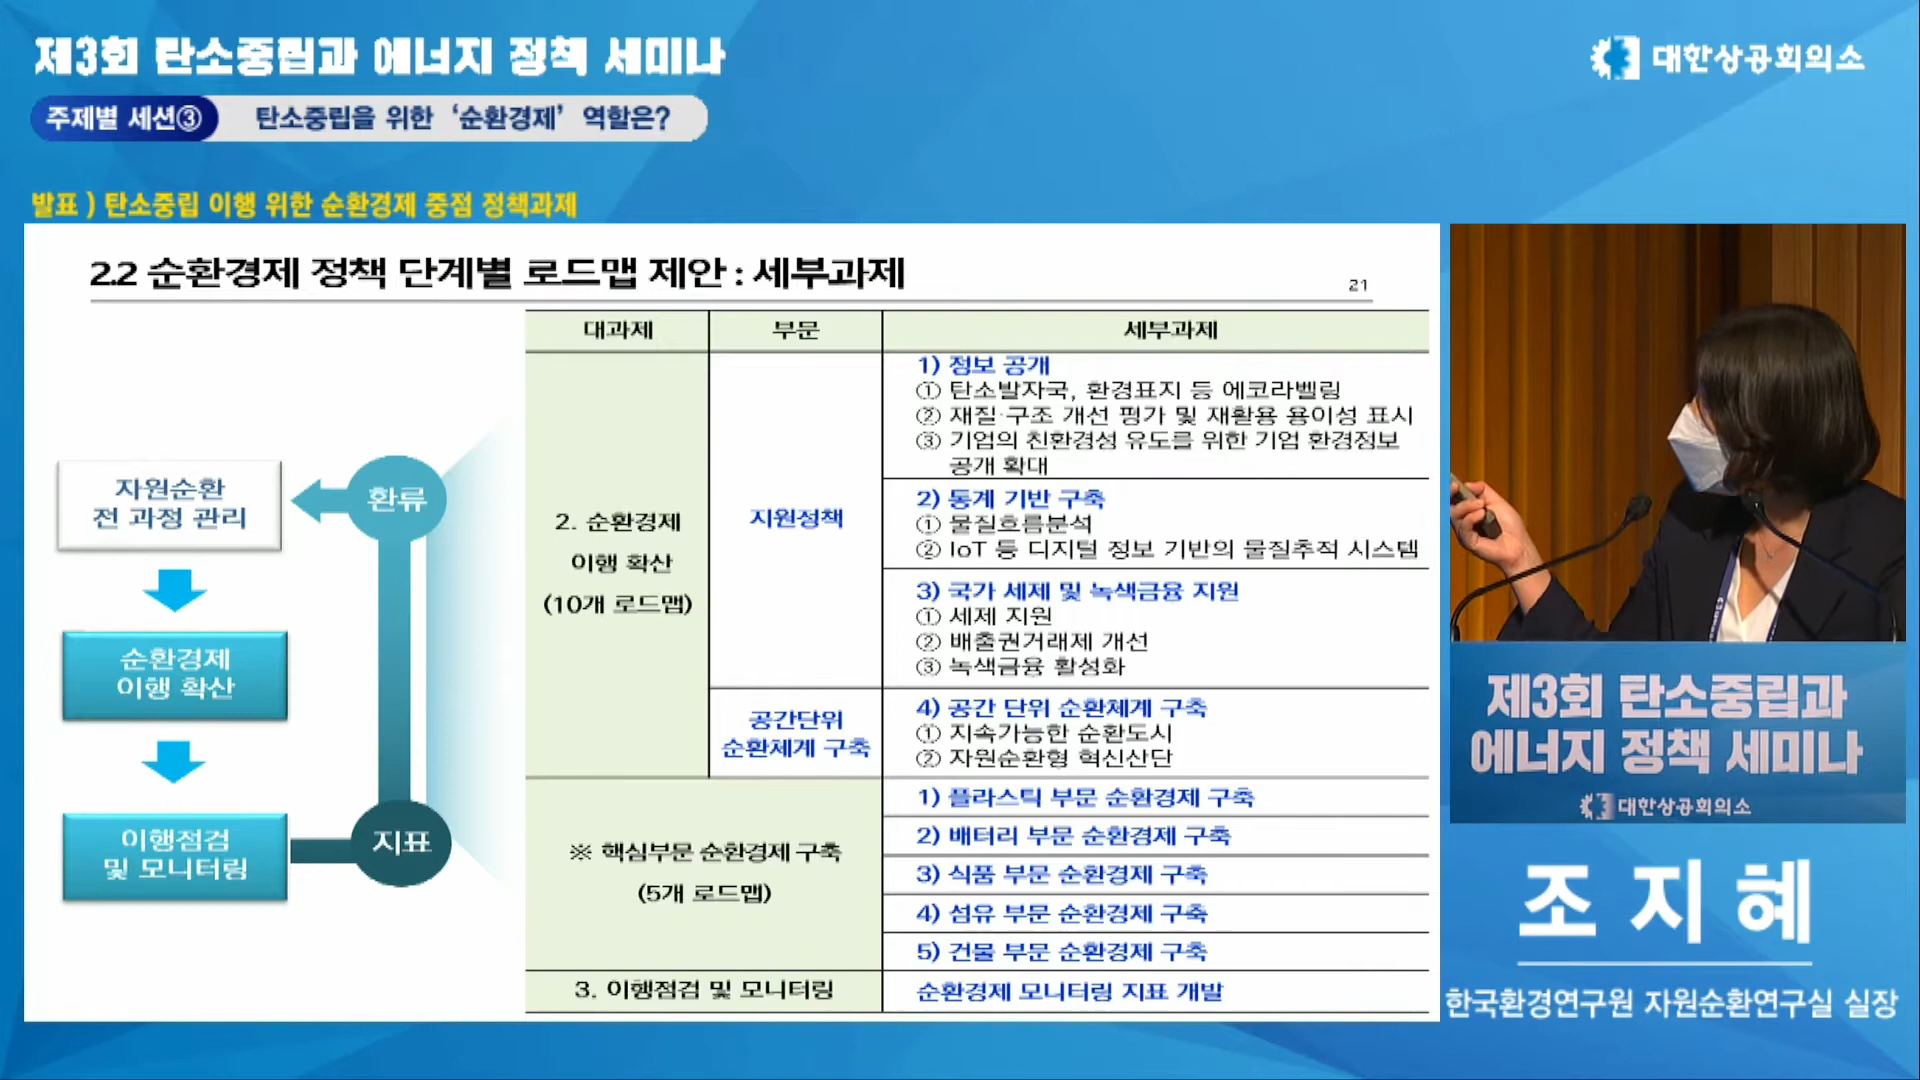 제3회 탄소중립과 에너지 정책 세미나
대한상공회의소
주제별 세션③ 탄소중립을 위한 ‘순환경제’ 역할은?
발표 ) 탄소중립 이행 위한 순환경제 중점 정책과제
2.2 순환경제 정책 단계별 로드맵 제안 : 세부과제
21
자원순환
전 과정 관리
환류
순환경제
이행 확산
이행점검
및 모니터링
지표
대과제 부문 세부과제
2. 순환경제
이행 확산
(10개 로드맵)
지원정책
1) 정보 공개
① 탄소발자국, 환경표지 등 에코라벨링
② 재질·구조 개선 평가 및 재활용 용이성 표시
③ 기업의 친환경성 유도를 위한 기업 환경정보
공개 확대
2) 통계 기반 구축
① 물질흐름분석
② IoT 등 디지털 정보 기반의 물질추적 시스템
3) 국가 세제 및 녹색금융 지원
① 세제 지원
② 배출권거래제 개선
③ 녹색금융 활성화
공간단위
순환체계 구축
4) 공간 단위 순환체계 구축
① 지속가능한 순환도시
② 자원순환형 혁신산단
※ 핵심부문 순환경제 구축
(5개 로드맵)
1) 플라스틱 부문 순환경제 구축
2) 배터리 부문 순환경제 구축
3) 식품 부문 순환경제 구축
4) 섬유 부문 순환경제 구축
5) 건물 부문 순환경제 구축
3. 이행점검 및 모니터링
순환경제 모니터링 지표 개발
제3회 탄소중립과
에너지 정책 세미나
대한상공회의소
조지혜
한국환경연구원 자원순환연구실 실장